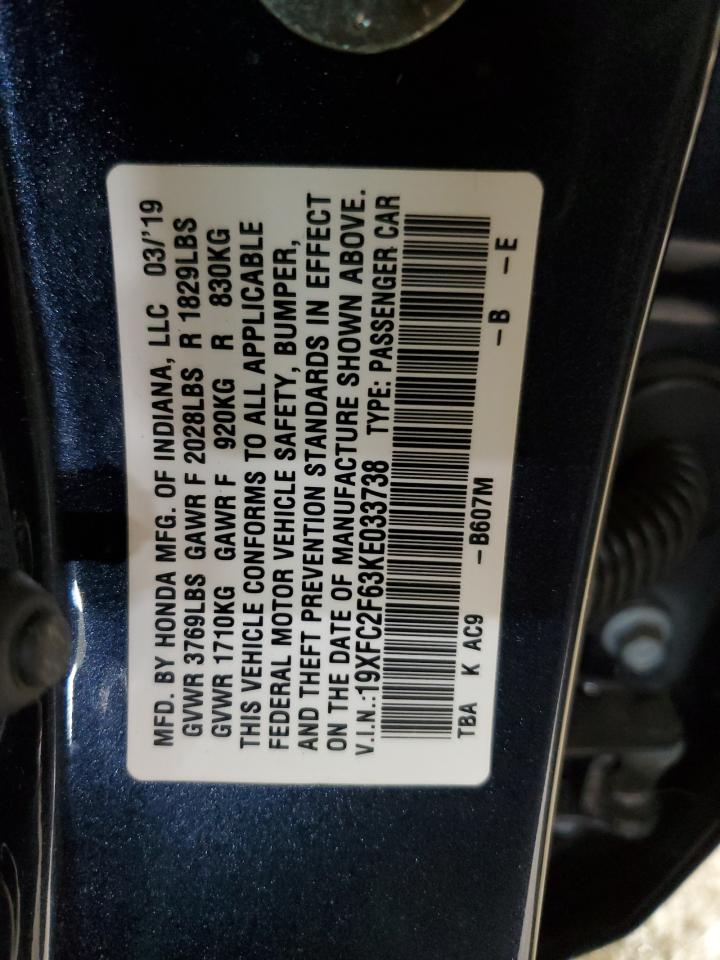 MFD. BY HONDA MFG. OF INDIANA, LLC 03/'19
GVWR 3769LBS GAWR F 2028LBS R 1829LBS
GVWR 1710KG GAWR F 920KG R 830KG
THIS VEHICLE CONFORMS TO ALL APPLICABLE
FEDERAL MOTOR VEHICLE SAFETY, BUMPER,
AND THEFT PREVENTION STANDARDS IN EFFECT
ON THE DATE OF MANUFACTURE SHOWN ABOVE.
V.I.N.:19XFC2F63KE033738 TYPE: PASSENGER CAR
TBA K AC9 -B607M -B -E